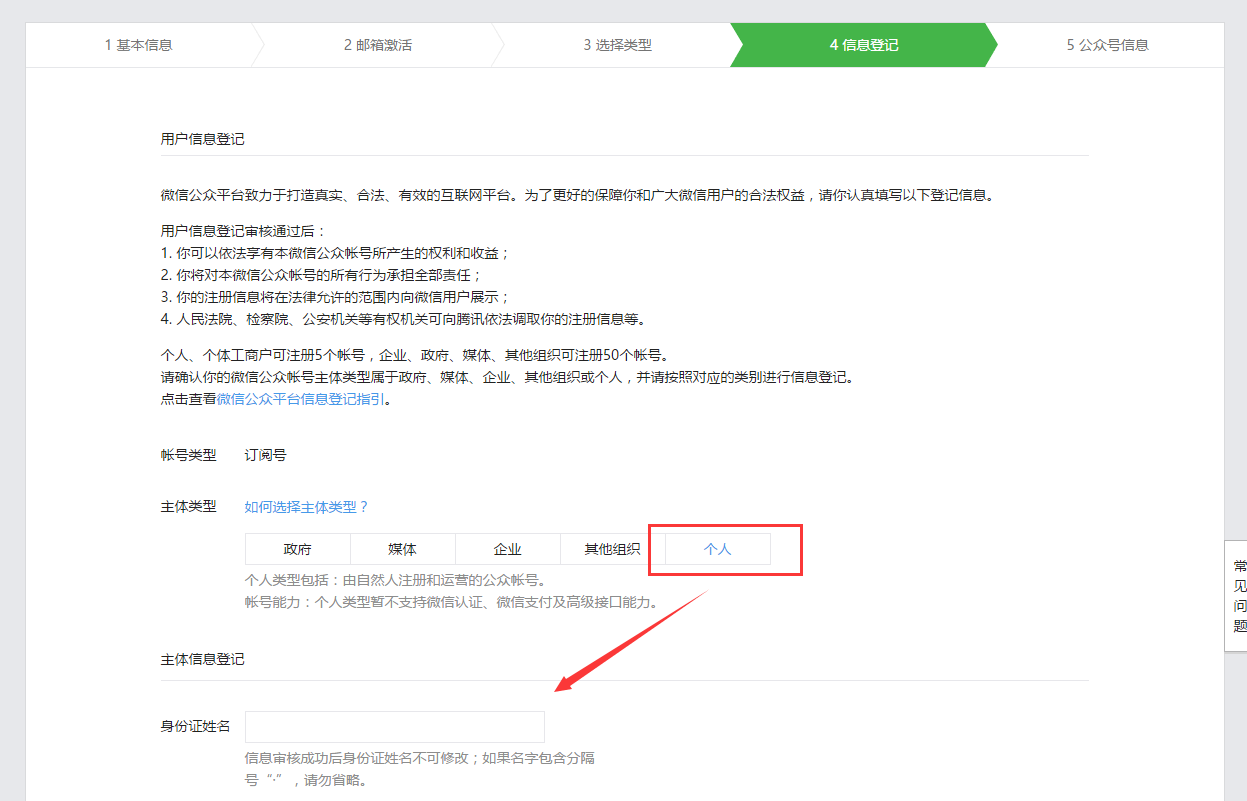 1 基本信息
2 邮箱激活
3 选择类型
4 信息登记
5 公众号信息
用户信息登记
微信公众平台致力于打造真实、合法、有效的互联网平台。为了更好的保障你和广大微信用户的合法权益，请你认真填写以下登记信息。
用户信息登记审核通过后：
1. 你可以依法享有本微信公众帐号所产生的权利和收益；
2. 你将对本微信公众帐号的所有行为承担全部责任；
3. 你的注册信息将在法律允许的范围内向微信用户展示；
4. 人民法院、检察院、公安机关等有权机关可向腾讯依法调取你的注册信息等。
个人、个体工商户可注册5个帐号，企业、政府、媒体、其他组织可注册50个帐号。
请确认你的微信公众帐号主体类型属于政府、媒体、企业、其他组织或个人，并请按照对应的类别进行信息登记。
点击查看微信公众平台信息登记指引。
帐号类型 订阅号
主体类型 如何选择主体类型？
政府 媒体 企业 其他组织 个人
个人类型包括：由自然人注册和运营的公众帐号。
帐号能力：个人类型暂不支持微信认证、微信支付及高级接口能力。
常见问题
主体信息登记
身份证姓名
信息审核成功后身份证姓名不可修改；如果名字包含分隔
号“·”，请勿省略。